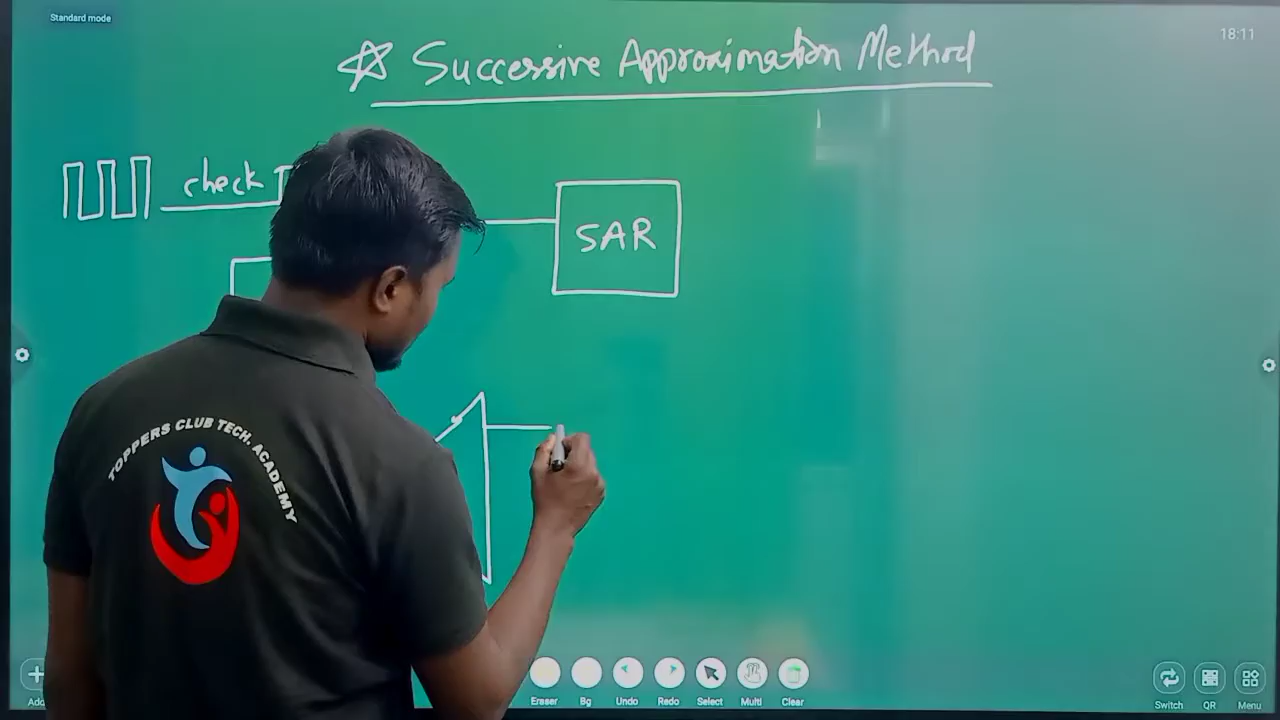 Standard mode
18:11
☆ Successive Approximation Method
check I
SAR
TOPPERS CLUB TECH. ACADEMY
Add
Eraser
Bg
Undo
Redo
Select
Multi
Clear
Switch
QR
Menu